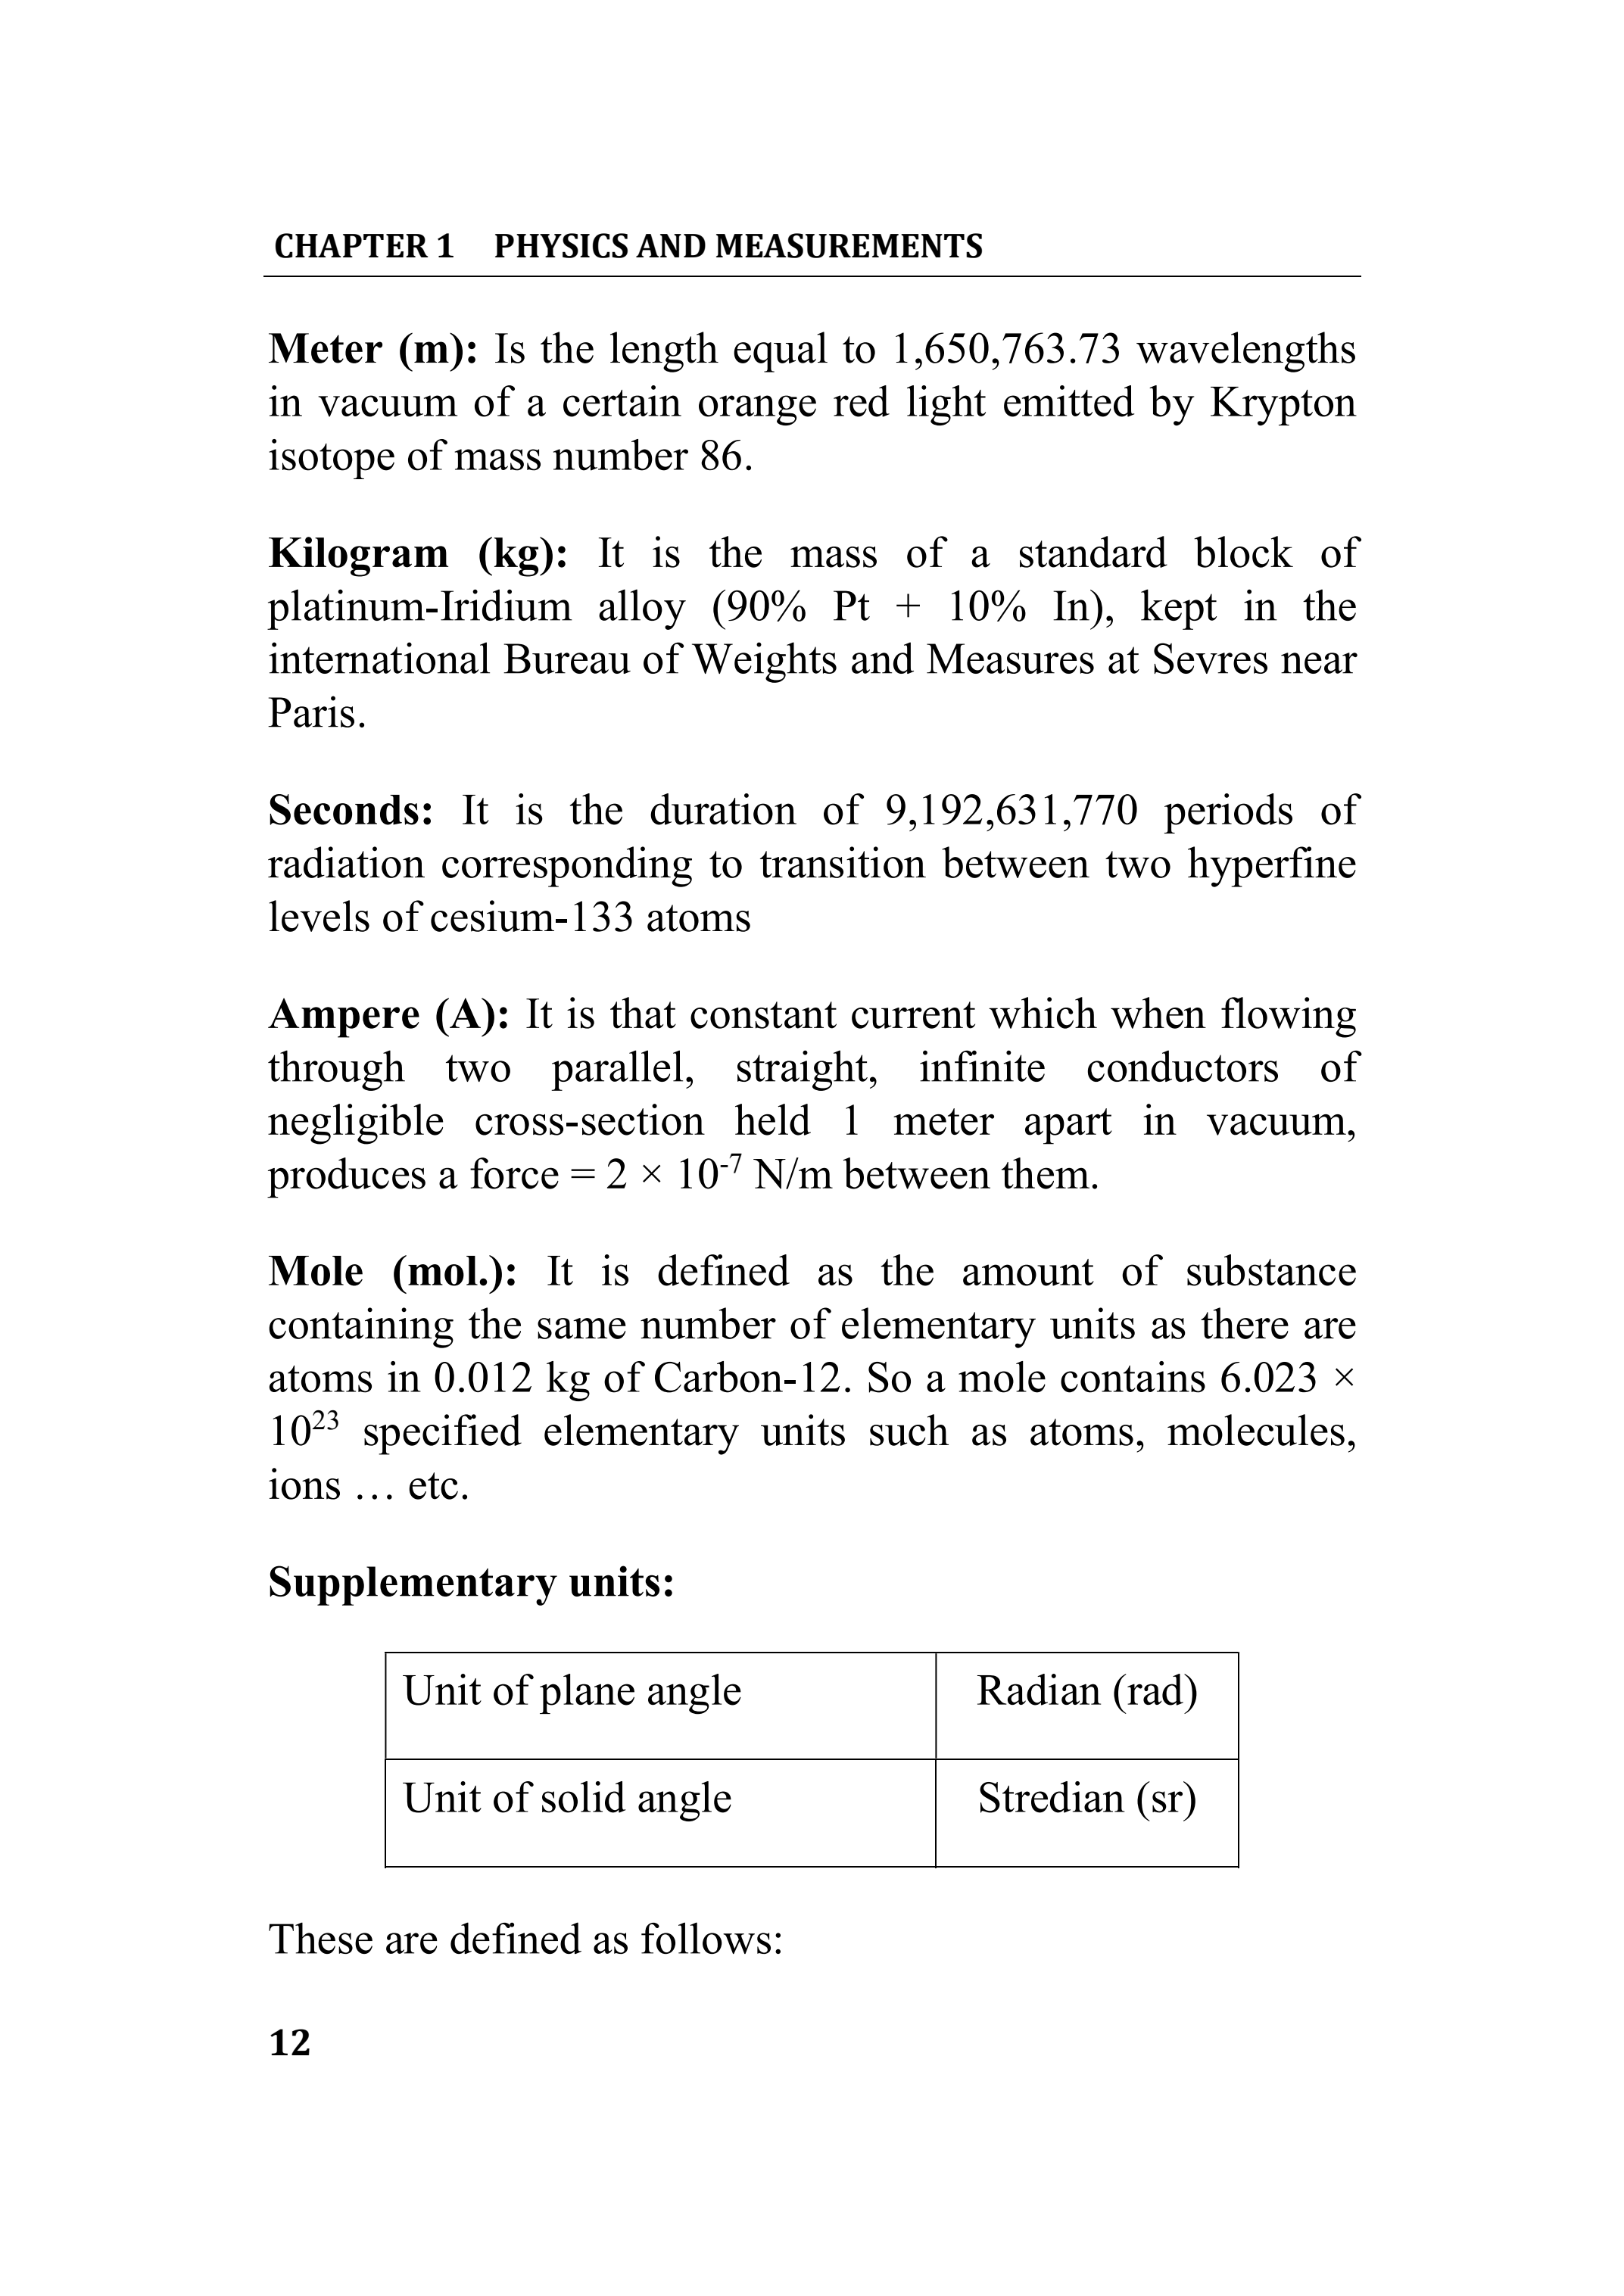 CHAPTER 1 PHYSICS AND MEASUREMENTS
Meter (m): Is the length equal to 1,650,763.73 wavelengths
in vacuum of a certain orange red light emitted by Krypton
isotope of mass number 86.
Kilogram (kg): It is the mass of a standard block of
platinum-Iridium alloy (90% Pt + 10% In), kept in the
international Bureau of Weights and Measures at Sevres near
Paris.
Seconds: It is the duration of 9,192,631,770 periods of
radiation corresponding to transition between two hyperfine
levels of cesium-133 atoms
Ampere (A): It is that constant current which when flowing
through two parallel, straight, infinite conductors of
negligible cross-section held 1 meter apart in vacuum,
produces a force = 2 × 10⁻⁷ N/m between them.
Mole (mol.): It is defined as the amount of substance
containing the same number of elementary units as there are
atoms in 0.012 kg of Carbon-12. So a mole contains 6.023 ×
10²³ specified elementary units such as atoms, molecules,
ions … etc.
Supplementary units:
Unit of plane angle Radian (rad)
Unit of solid angle Stredian (sr)
These are defined as follows:
12